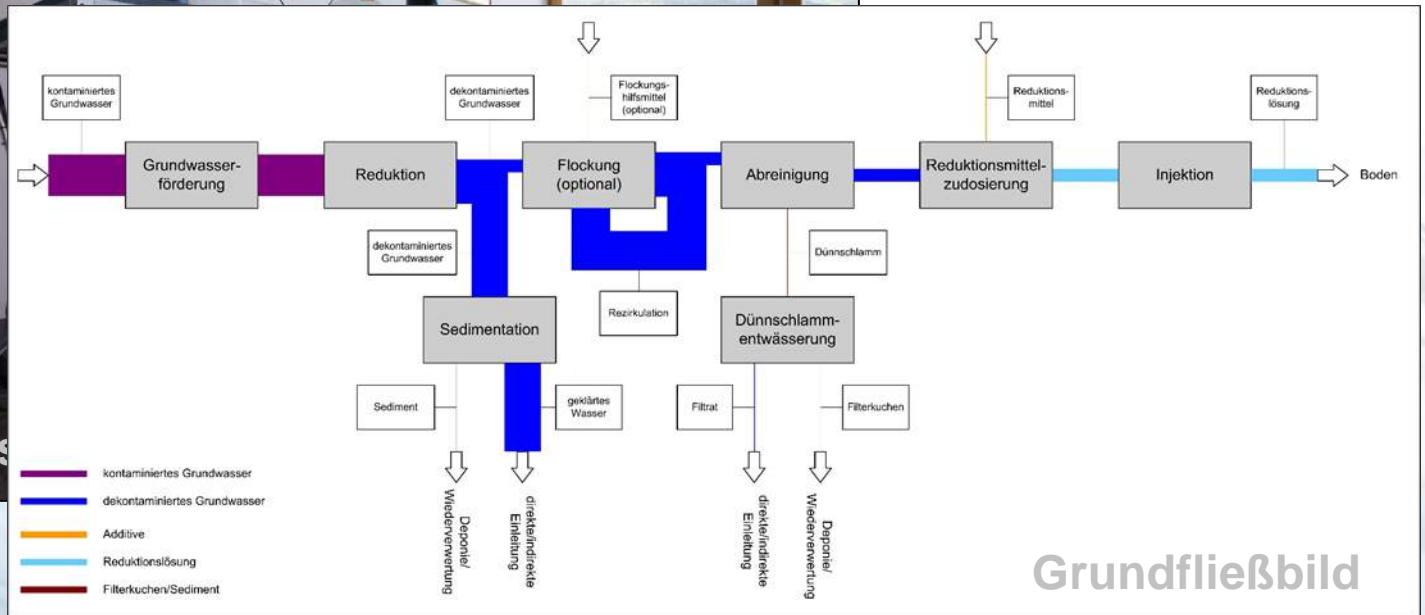 kontaminiertes
Grundwasser
dekontaminiertes
Grundwasser
Flockungs-
hilfsmittel
(optional)
Reduktions-
mittel
Reduktions-
lösung
Grundwasser-
förderung
Reduktion
Flockung
(optional)
Abreinigung
Reduktionsmittel-
zudosierung
Injektion
Boden
dekontaminiertes
Grundwasser
Dünnschlamm
Sedimentation
Rezirkulation
Dünnschlamm-
entwässerung
Sediment
geklärtes
Wasser
Filtrat
Filterkuchen
Deponie/
Wiederverwertung
direkte/indirekte
Einleitung
direkte/indirekte
Einleitung
Deponie/
Wiederverwertung
kontaminiertes Grundwasser
dekontaminiertes Grundwasser
Additive
Reduktionslösung
Filterkuchen/Sediment
Grundfließbild